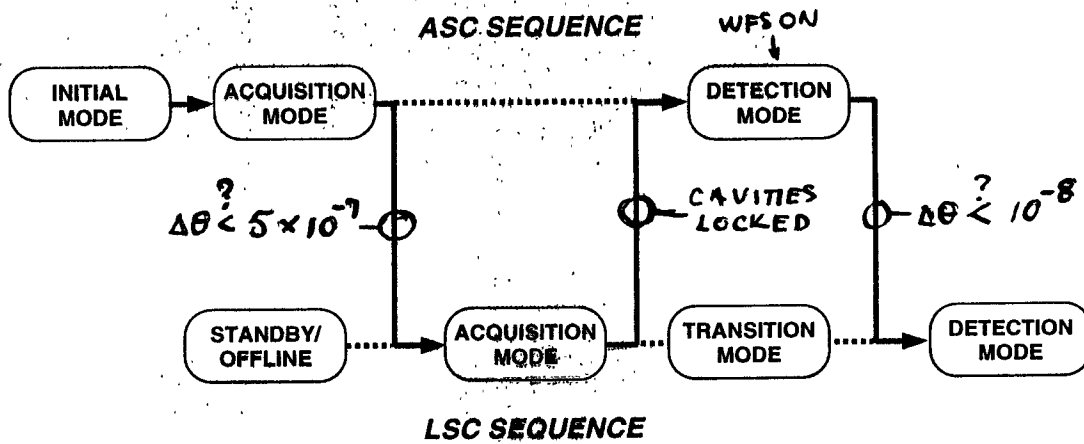 ASC SEQUENCE
WFS ON
INITIAL
MODE
ACQUISITION
MODE
DETECTION
MODE
?
Δθ < 5 × 10⁻⁷
CAVITIES
LOCKED
?
Δθ < 10⁻⁸
STANDBY/
OFFLINE
ACQUISITION
MODE
TRANSITION
MODE
DETECTION
MODE
LSC SEQUENCE